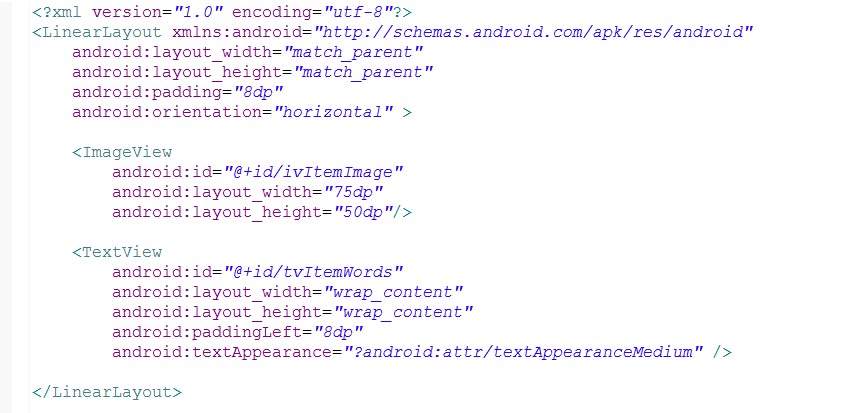 <?xml version="1.0" encoding="utf-8"?>
<LinearLayout xmlns:android="http://schemas.android.com/apk/res/android"
    android:layout_width="match_parent"
    android:layout_height="match_parent"
    android:padding="8dp"
    android:orientation="horizontal" >

    <ImageView
        android:id="@+id/ivItemImage"
        android:layout_width="75dp"
        android:layout_height="50dp"/>

    <TextView
        android:id="@+id/tvItemWords"
        android:layout_width="wrap_content"
        android:layout_height="wrap_content"
        android:paddingLeft="8dp"
        android:textAppearance="?android:attr/textAppearanceMedium" />

</LinearLayout>